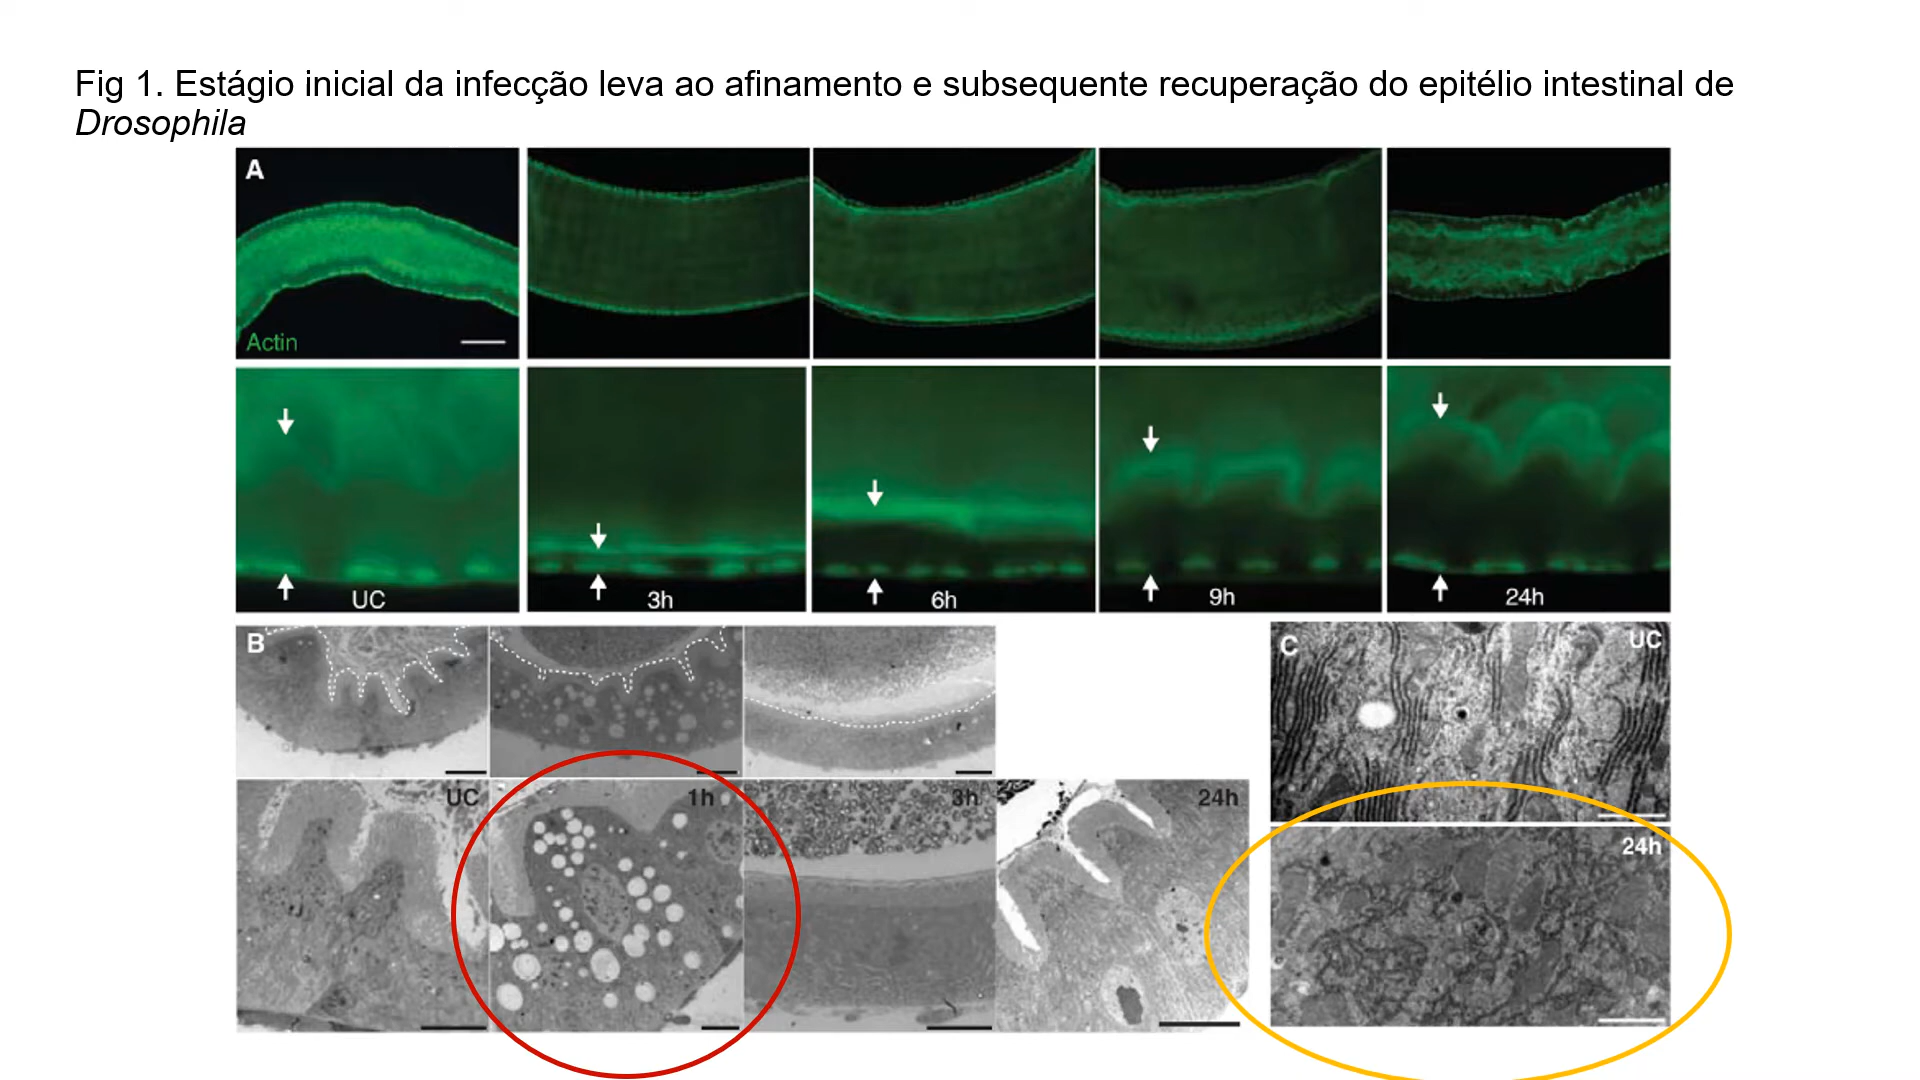 Fig 1. Estágio inicial da infecção leva ao afinamento e subsequente recuperação do epitélio intestinal de
Drosophila
A
Actin
UC
3h
6h
9h
24h
B
UC
1h
3h
24h
C
UC
24h